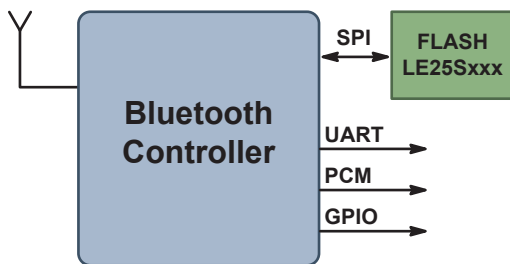 SPI
FLASH
LE25Sxxx
Bluetooth
Controller
UART
PCM
GPIO